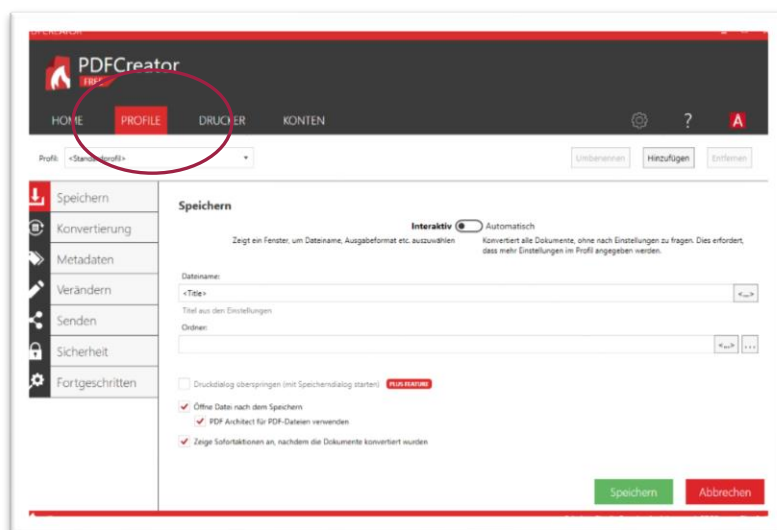 PDFCreator
FREE
HOME PROFILE DRUCKER KONTEN ? A
Profil: <Standardprofil> Umbenennen Hinzufügen Entfernen
Speichern
Konvertierung
Metadaten
Verändern
Senden
Sicherheit
Fortgeschritten
Speichern
Interaktiv Automatisch
Zeigt ein Fenster, um Dateiname, Ausgabeformat etc. auszuwählen
Konvertiert alle Dokumente, ohne nach Einstellungen zu fragen. Dies erfordert,
dass mehr Einstellungen im Profil angegeben werden.
Dateiname:
<Title> <...>
Titel aus den Einstellungen
Ordner:
<...> ...
Druckdialog überspringen (mit Speicherndialog starten) PLUS FEATURE
Öffne Datei nach dem Speichern
PDF Architect für PDF-Dateien verwenden
Zeige Sofortaktionen an, nachdem die Dokumente konvertiert wurden
Speichern Abbrechen